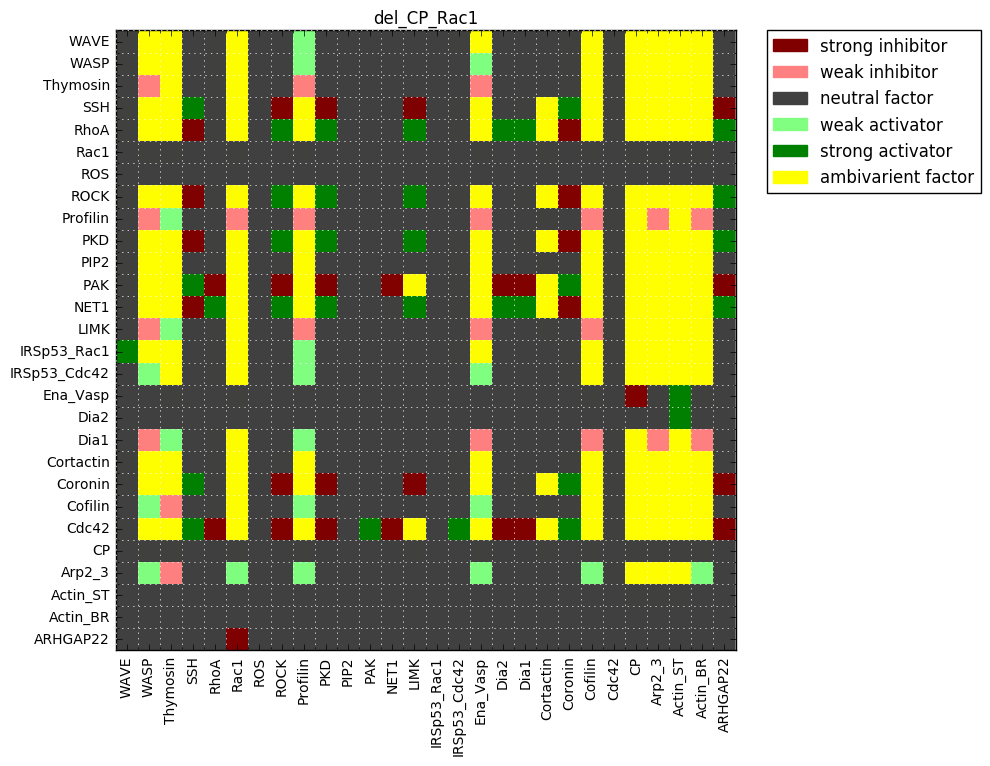 del_CP_Rac1
strong inhibitor
weak inhibitor
neutral factor
weak activator
strong activator
ambivarient factor
WAVE
WASP
Thymosin
SSH
RhoA
Rac1
ROS
ROCK
Profilin
PKD
PIP2
PAK
NET1
LIMK
IRSp53_Rac1
IRSp53_Cdc42
Ena_Vasp
Dia2
Dia1
Cortactin
Coronin
Cofilin
Cdc42
CP
Arp2_3
Actin_ST
Actin_BR
ARHGAP22
WAVE
WASP
Thymosin
SSH
RhoA
Rac1
ROS
ROCK
Profilin
PKD
PIP2
PAK
NET1
LIMK
IRSp53_Rac1
IRSp53_Cdc42
Ena_Vasp
Dia2
Dia1
Cortactin
Coronin
Cofilin
Cdc42
CP
Arp2_3
Actin_ST
Actin_BR
ARHGAP22